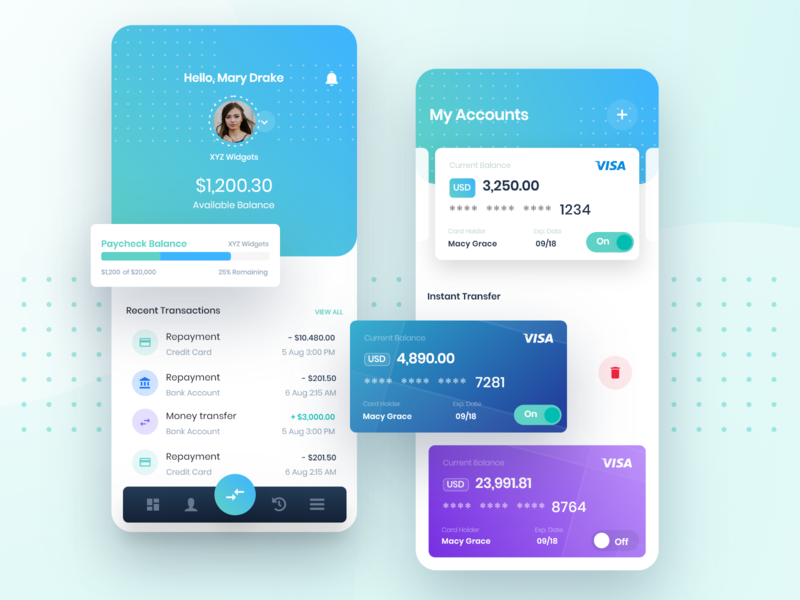 Hello, Mary Drake
XYZ Widgets
$1,200.30
Available Balance
Paycheck Balance XYZ Widgets
$1,200 of $20,000 25% Remaining
Recent Transactions VIEW ALL
Repayment - $10,480.00
Credit Card 5 Aug 3:00 PM
Repayment - $201.50
Bank Account 6 Aug 2:15 AM
Money transfer + $3,000.00
Bank Account 5 Aug 3:00 PM
Repayment - $201.50
Credit Card 6 Aug 2:15 AM
My Accounts +
Current Balance VISA
USD 3,250.00
**** **** **** 1234
Card Holder Exp. Date
Macy Grace 09/18 On
Instant Transfer
Current Balance VISA
USD 4,890.00
**** **** **** 7281
Card Holder Exp. Date
Macy Grace 09/18 On
Current Balance VISA
USD 23,991.81
**** **** **** 8764
Card Holder Exp. Date
Macy Grace 09/18 Off